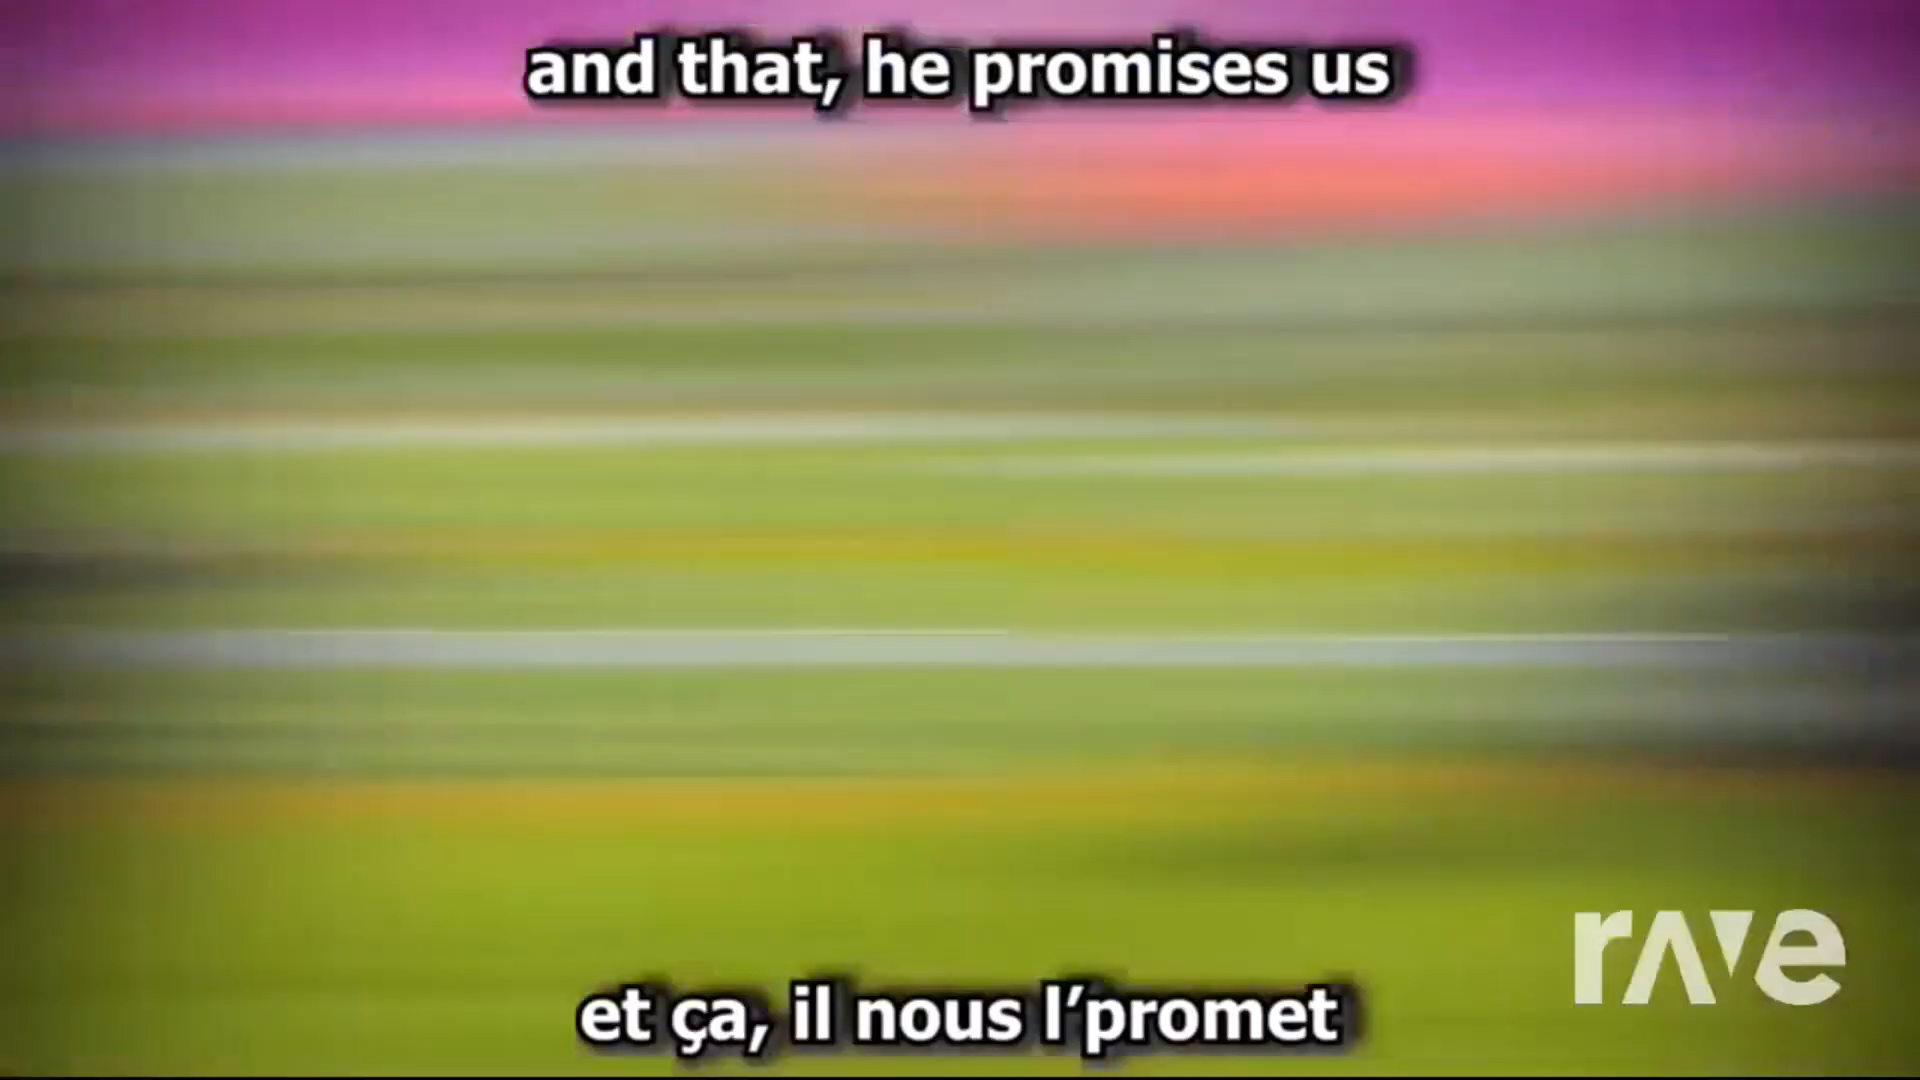 and that, he promises us
rave
et ça, il nous l’promet